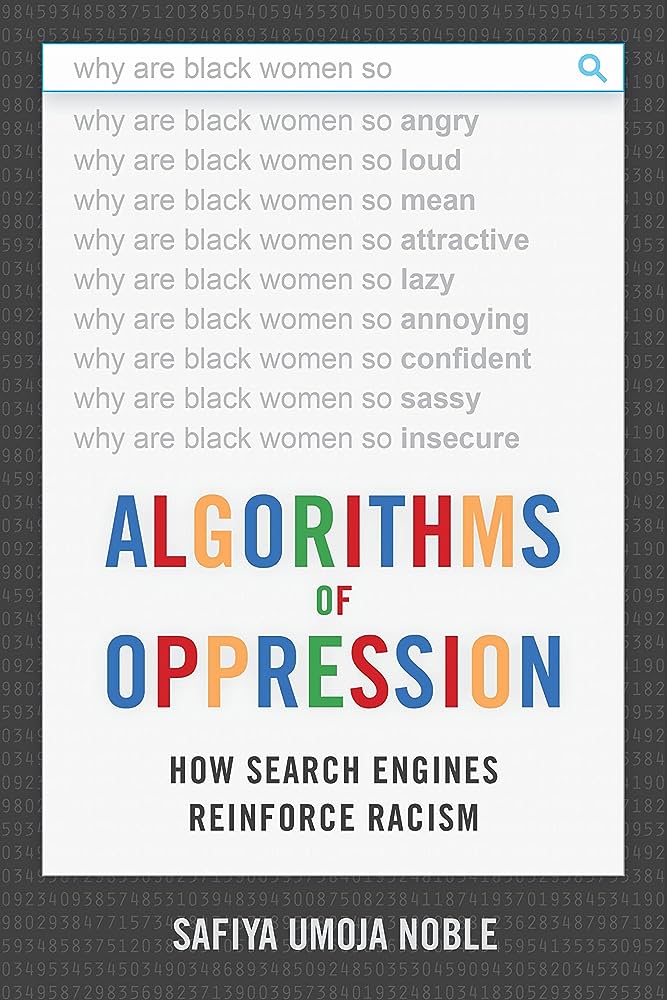 why are black women so
why are black women so angry
why are black women so loud
why are black women so mean
why are black women so attractive
why are black women so lazy
why are black women so annoying
why are black women so confident
why are black women so sassy
why are black women so insecure
ALGORITHMS
OF
OPPRESSION
HOW SEARCH ENGINES
REINFORCE RACISM
SAFIYA UMOJA NOBLE